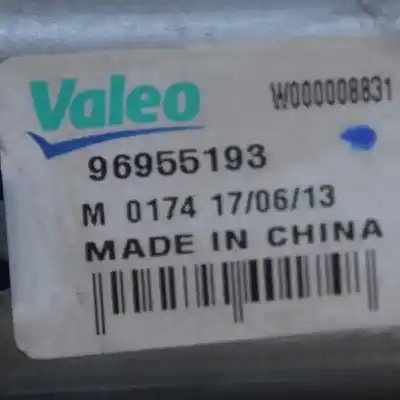 Valeo W000008831
96955193
M 0174 17/06/13
MADE IN CHINA